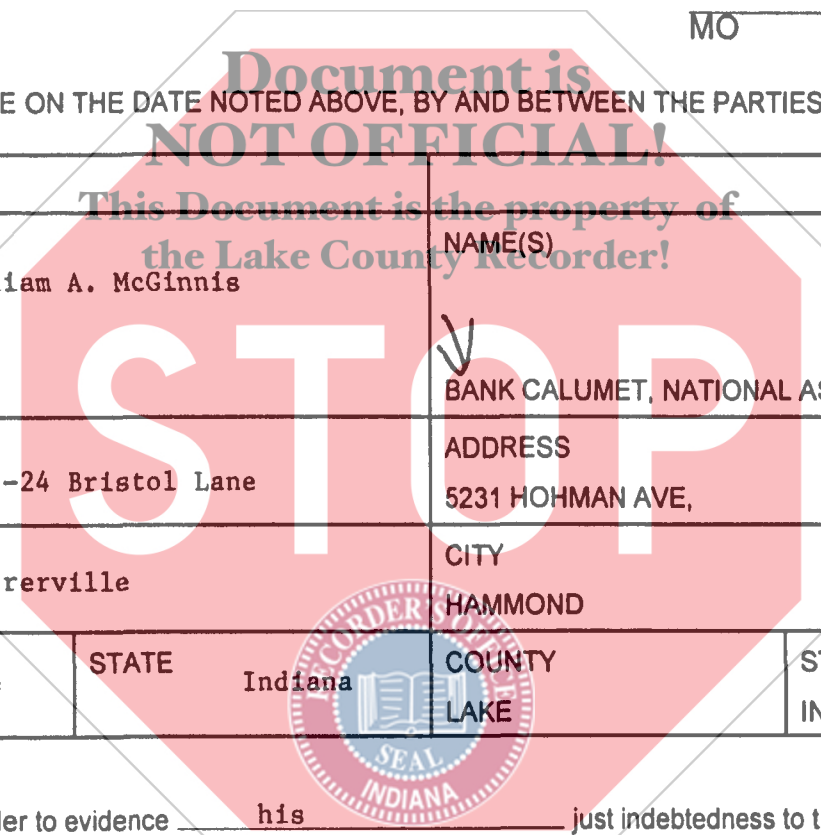 MO
Document is
E ON THE DATE NOTED ABOVE, BY AND BETWEEN THE PARTIES
NOT OFFICIAL!
This Document is the property of
the Lake County Recorder!
NAME(S)
iam A. McGinnis
BANK CALUMET, NATIONAL AS
ADDRESS
-24 Bristol Lane
5231 HOHMAN AVE,
CITY
rerville
HAMMOND
STATE Indiana
COUNTY
LAKE
ST
IN
STOP
RECORDER'S OFFICE
SEAL
INDIANA
der to evidence his just indebtedness to t